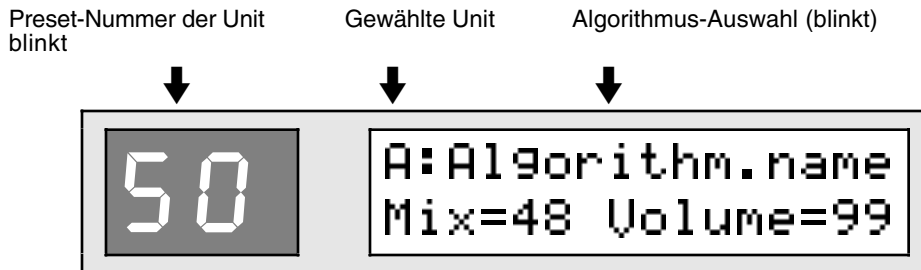 Preset-Nummer der Unit blinkt
Gewählte Unit
Algorithmus-Auswahl (blinkt)
50
A:Algorithm.name
Mix=48 Volume=99